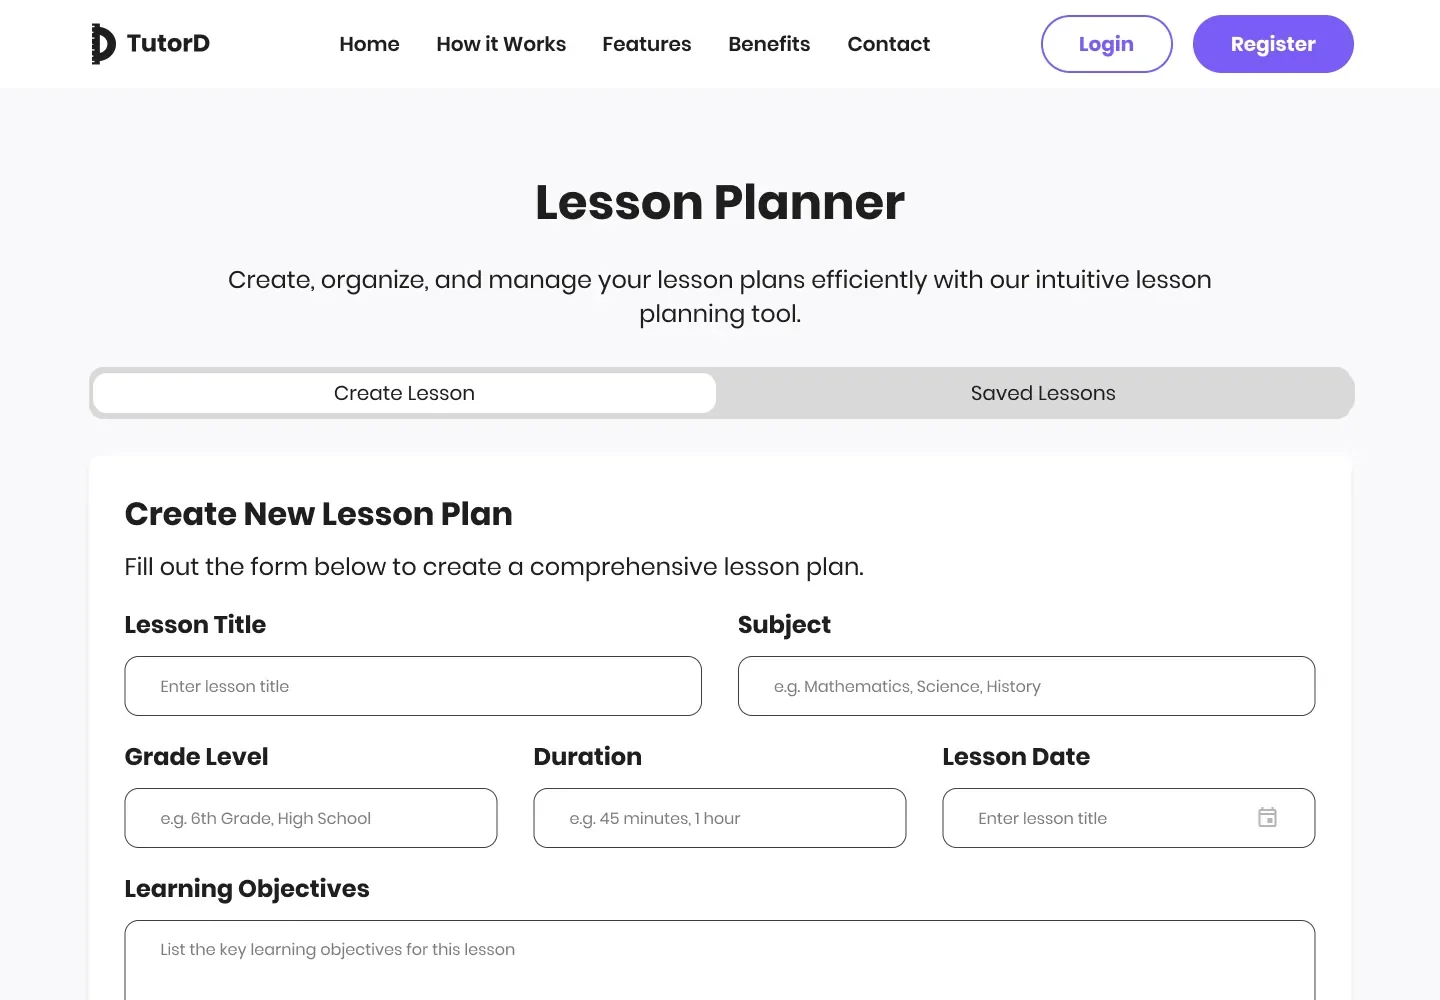 TutorD
Home How it Works Features Benefits Contact Login Register
Lesson Planner
Create, organize, and manage your lesson plans efficiently with our intuitive lesson
planning tool.
Create Lesson Saved Lessons
Create New Lesson Plan
Fill out the form below to create a comprehensive lesson plan.
Lesson Title Subject
Enter lesson title e.g. Mathematics, Science, History
Grade Level Duration Lesson Date
e.g. 6th Grade, High School e.g. 45 minutes, 1 hour Enter lesson title
Learning Objectives
List the key learning objectives for this lesson